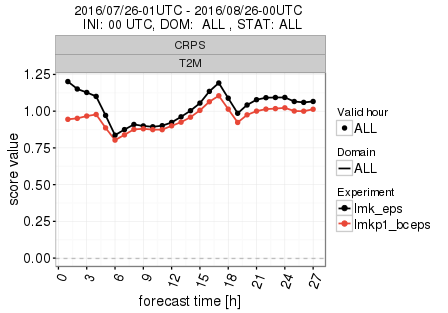 2016/07/26-01UTC - 2016/08/26-00UTC
INI: 00 UTC, DOM: ALL , STAT: ALL
CRPS
T2M
1.25
1.00
0.75
0.50
0.25
0.00
score value
0 3 6 9 12 15 18 21 24 27
forecast time [h]
Valid hour
ALL
Domain
ALL
Experiment
lmk_eps
lmkp1_bceps